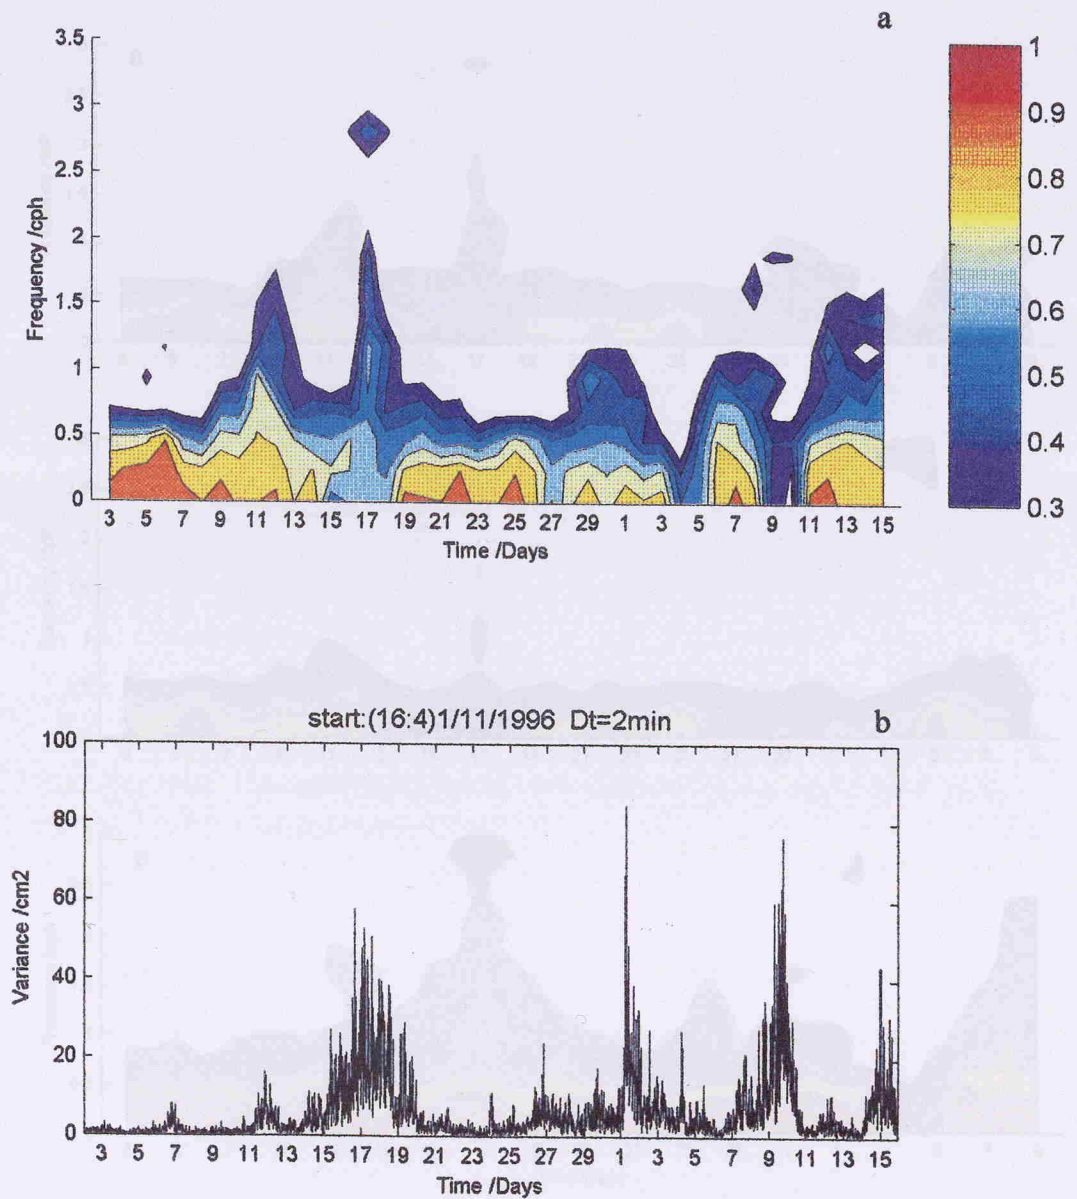 a
3.5
3
2.5
2
1.5
1
0.5
0
Frequency /cph
3 5 7 9 11 13 15 17 19 21 23 25 27 29 1 3 5 7 9 11 13 15
Time /Days
1
0.9
0.8
0.7
0.6
0.5
0.4
0.3
start:(16:4)1/11/1996 Dt=2min
b
100
80
60
40
20
0
Variance /cm2
3 5 7 9 11 13 15 17 19 21 23 25 27 29 1 3 5 7 9 11 13 15
Time /Days